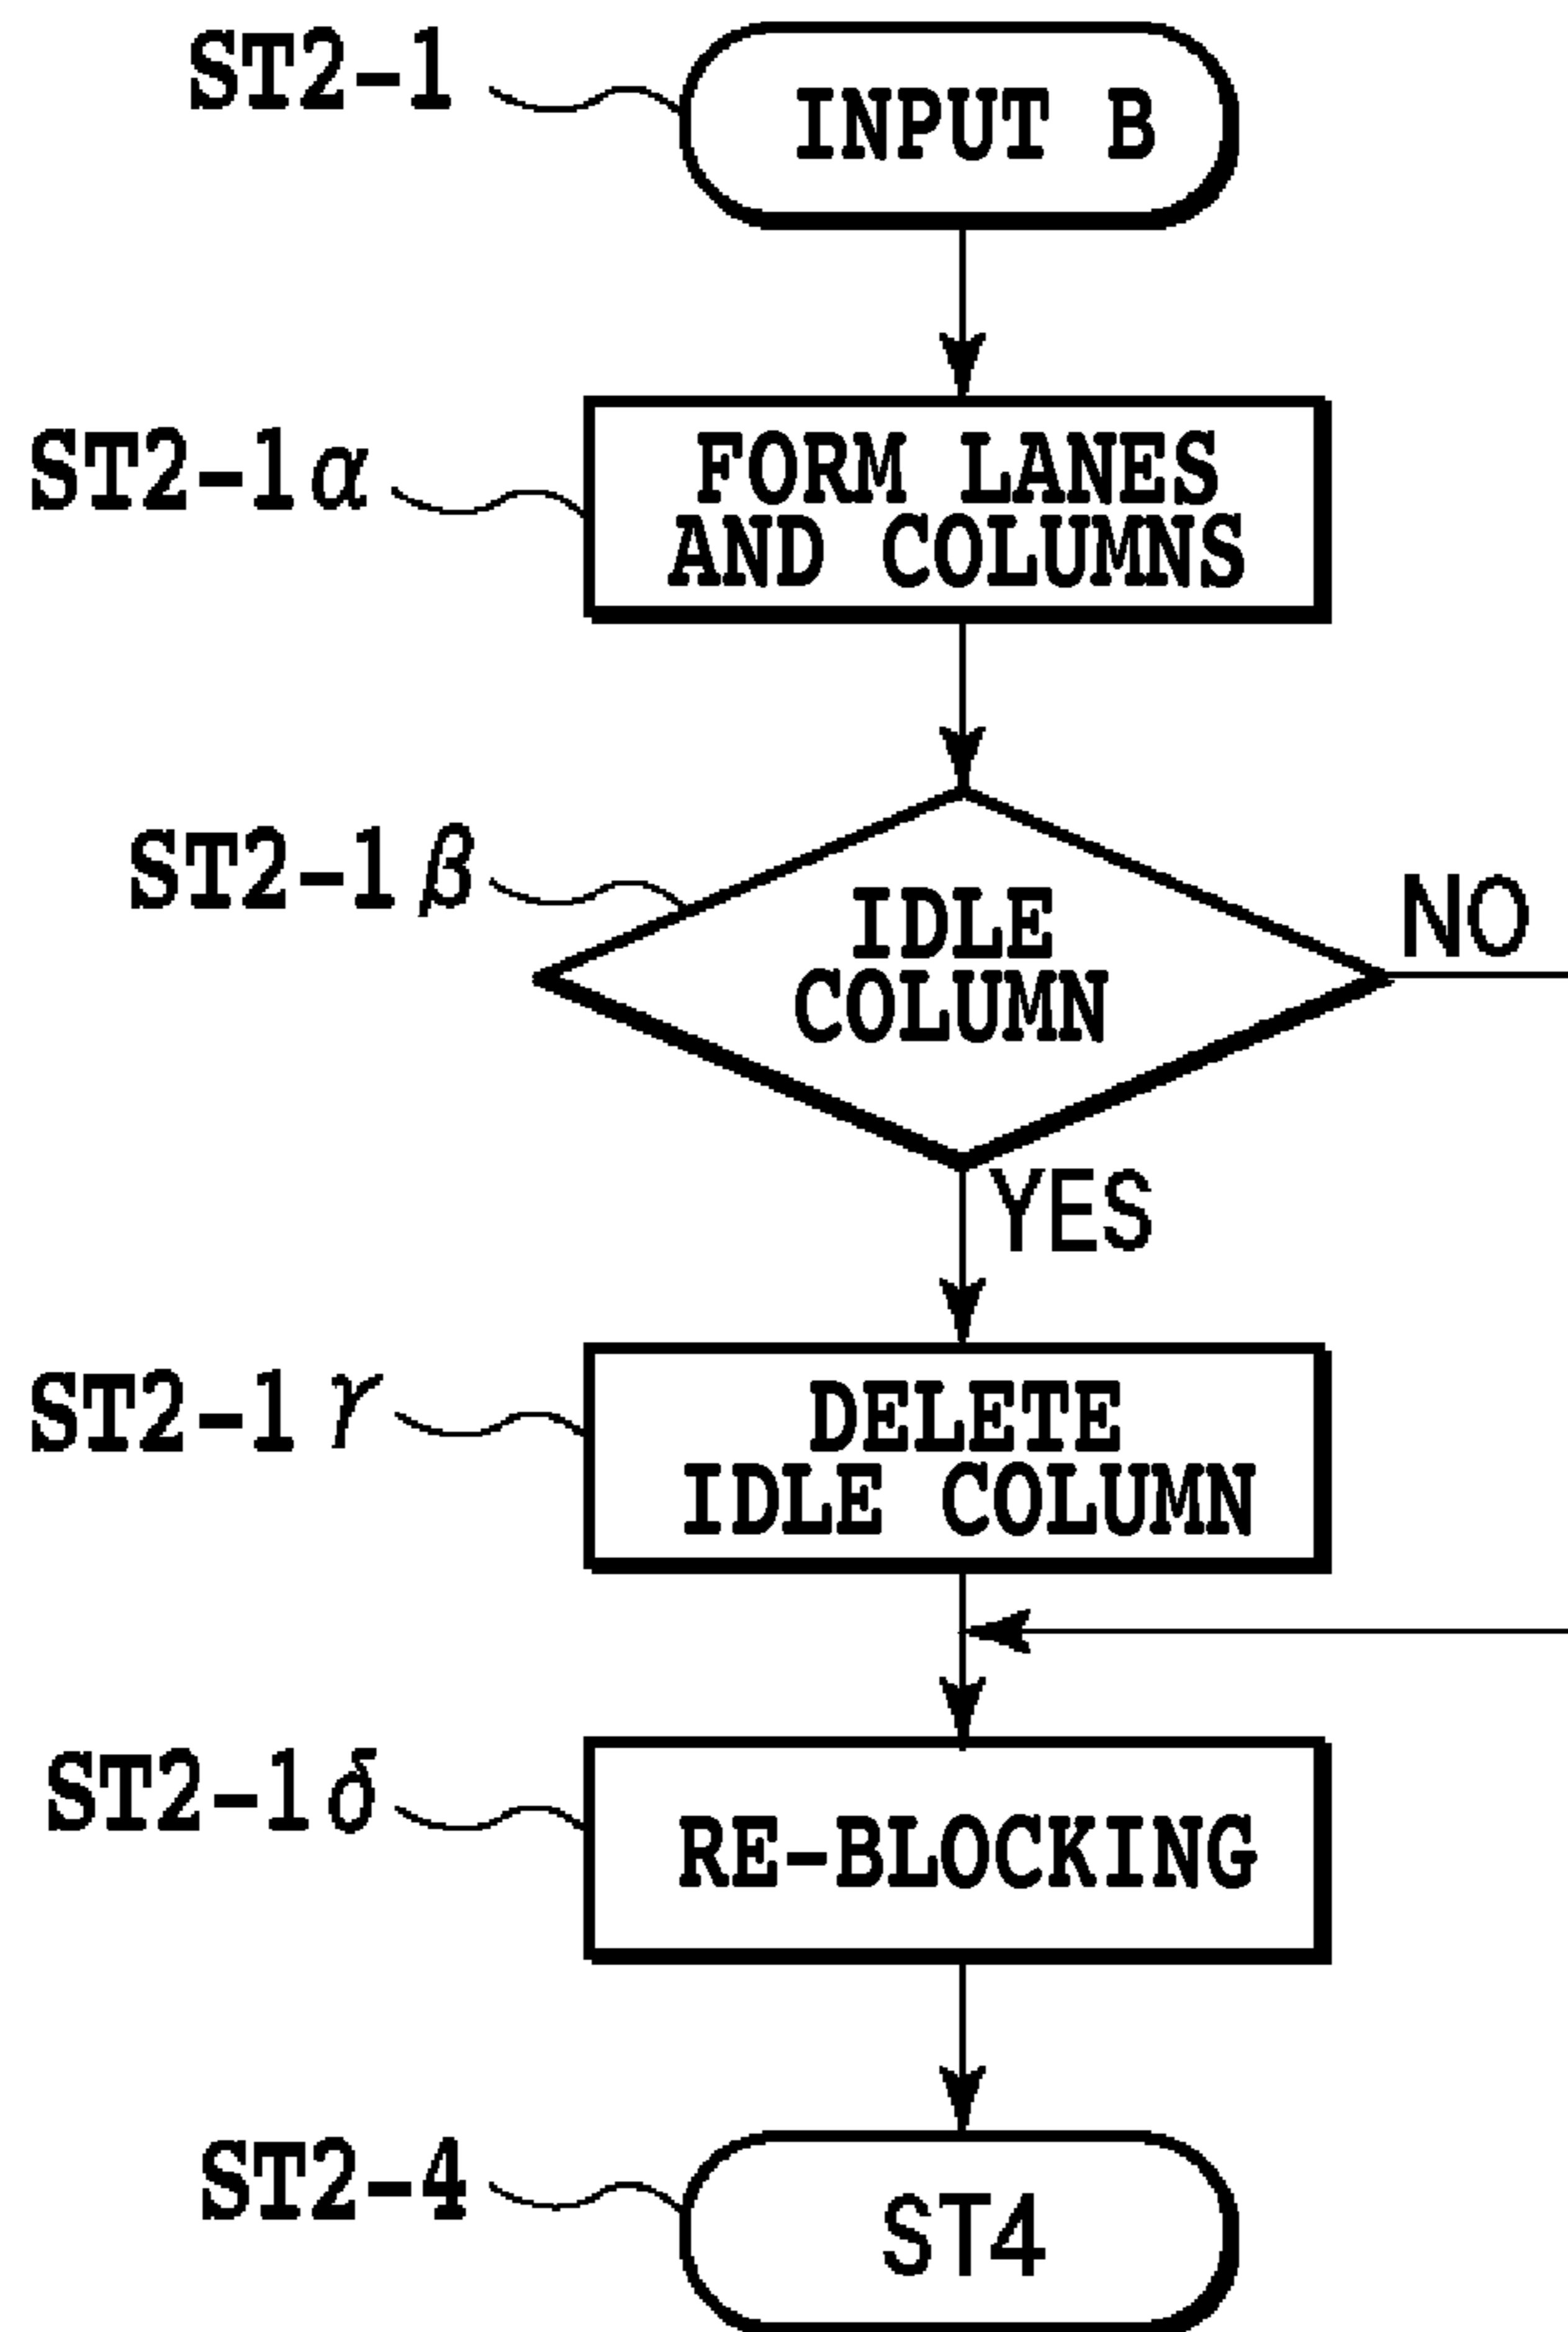 ST2-1
INPUT B
ST2-1α
FORM LANES
AND COLUMNS
ST2-1β
IDLE
COLUMN
NO
YES
ST2-1γ
DELETE
IDLE COLUMN
ST2-1δ
RE-BLOCKING
ST2-4
ST4